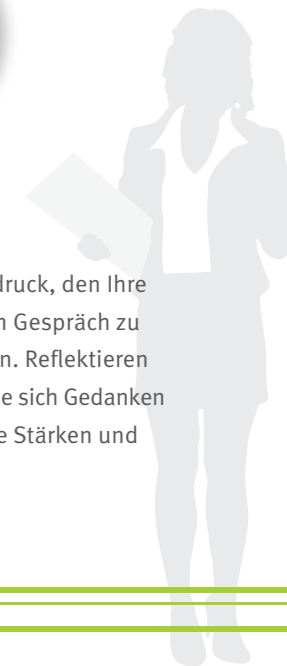 druck, den Ihre
n Gespräch zu
n. Reflektieren
e sich Gedanken
e Stärken und